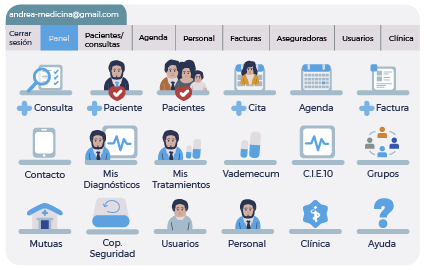 andrea-medicina@gmail.com
Cerrar
sesión
Panel
Pacientes/
consultas
Agenda
Personal
Facturas
Aseguradoras
Usuarios
Clínica
Consulta
Paciente
Pacientes
Cita
Agenda
Factura
Contacto
Mis
Diagnósticos
Mis
Tratamientos
Vademecum
C.I.E.10
Grupos
Mutuas
Cop.
Seguridad
Usuarios
Personal
Clínica
Ayuda